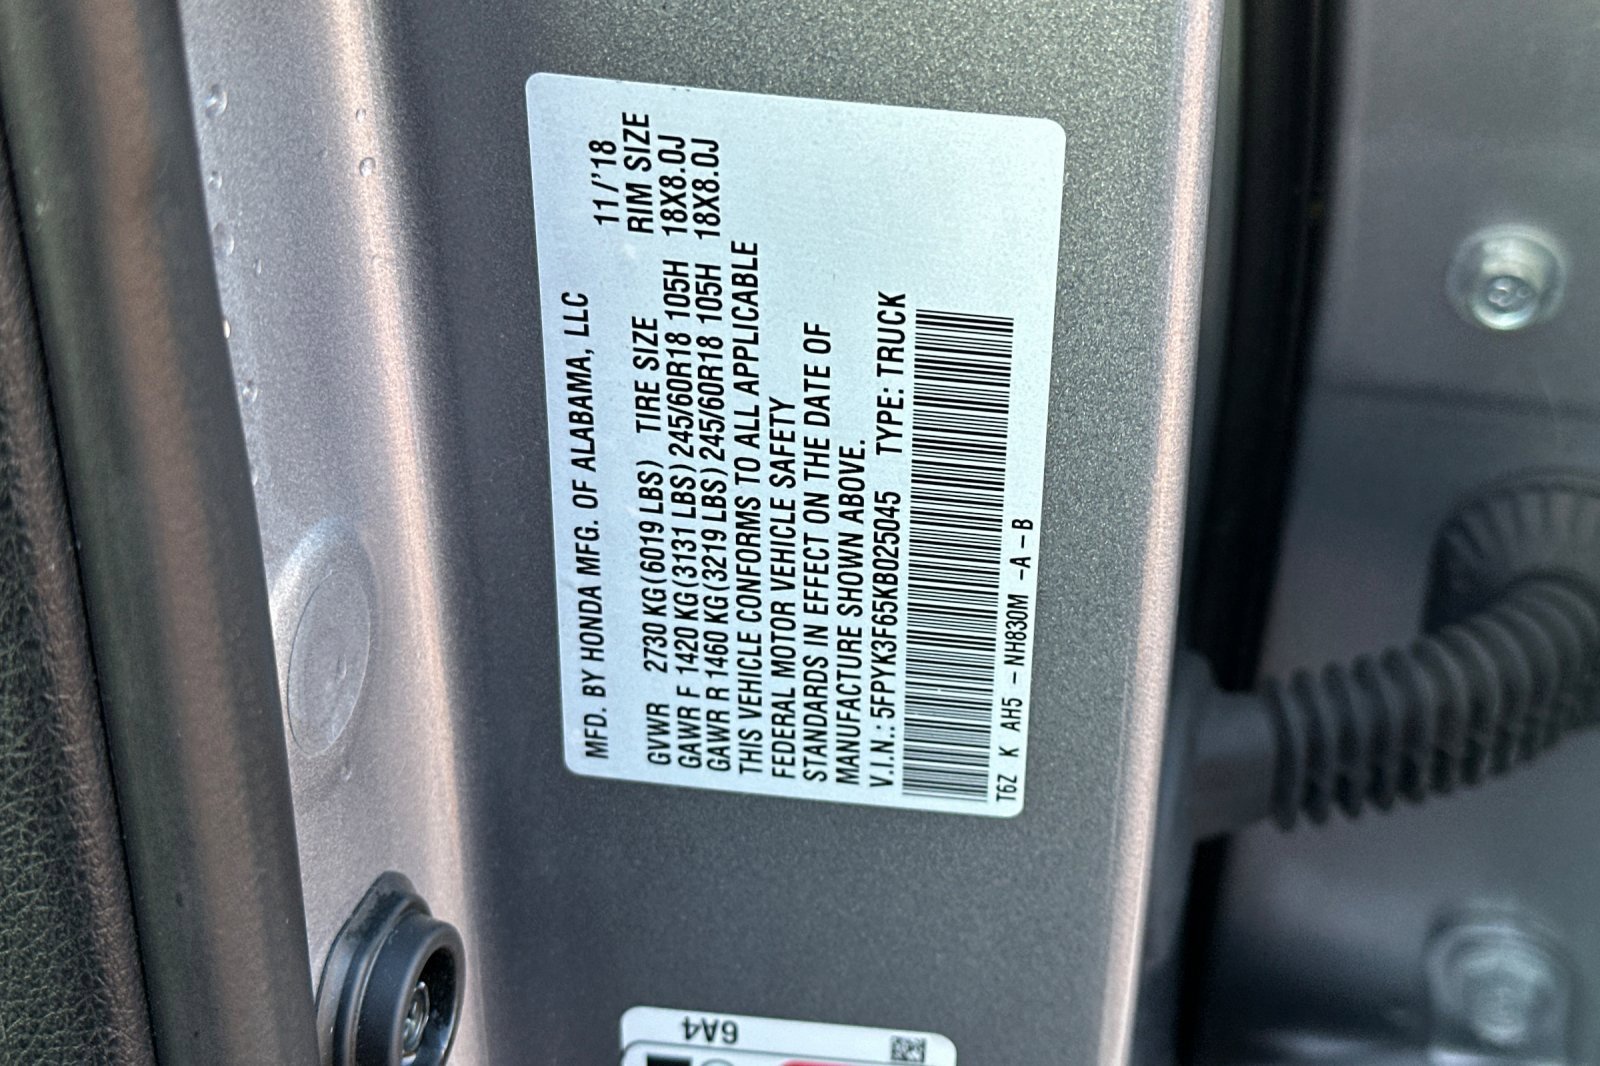 MFD. BY HONDA MFG. OF ALABAMA, LLC 11/'18
GVWR 2730 KG(6019 LBS) TIRE SIZE RIM SIZE
GAWR F 1420 KG(3131 LBS) 245/60R18 105H 18X8.0J
GAWR R 1460 KG(3219 LBS) 245/60R18 105H 18X8.0J
THIS VEHICLE CONFORMS TO ALL APPLICABLE
FEDERAL MOTOR VEHICLE SAFETY
STANDARDS IN EFFECT ON THE DATE OF
MANUFACTURE SHOWN ABOVE.
V.I.N.: 5FPYK3F65KB025045 TYPE: TRUCK
T6Z K AH5 - NH830M -A -B
6A4